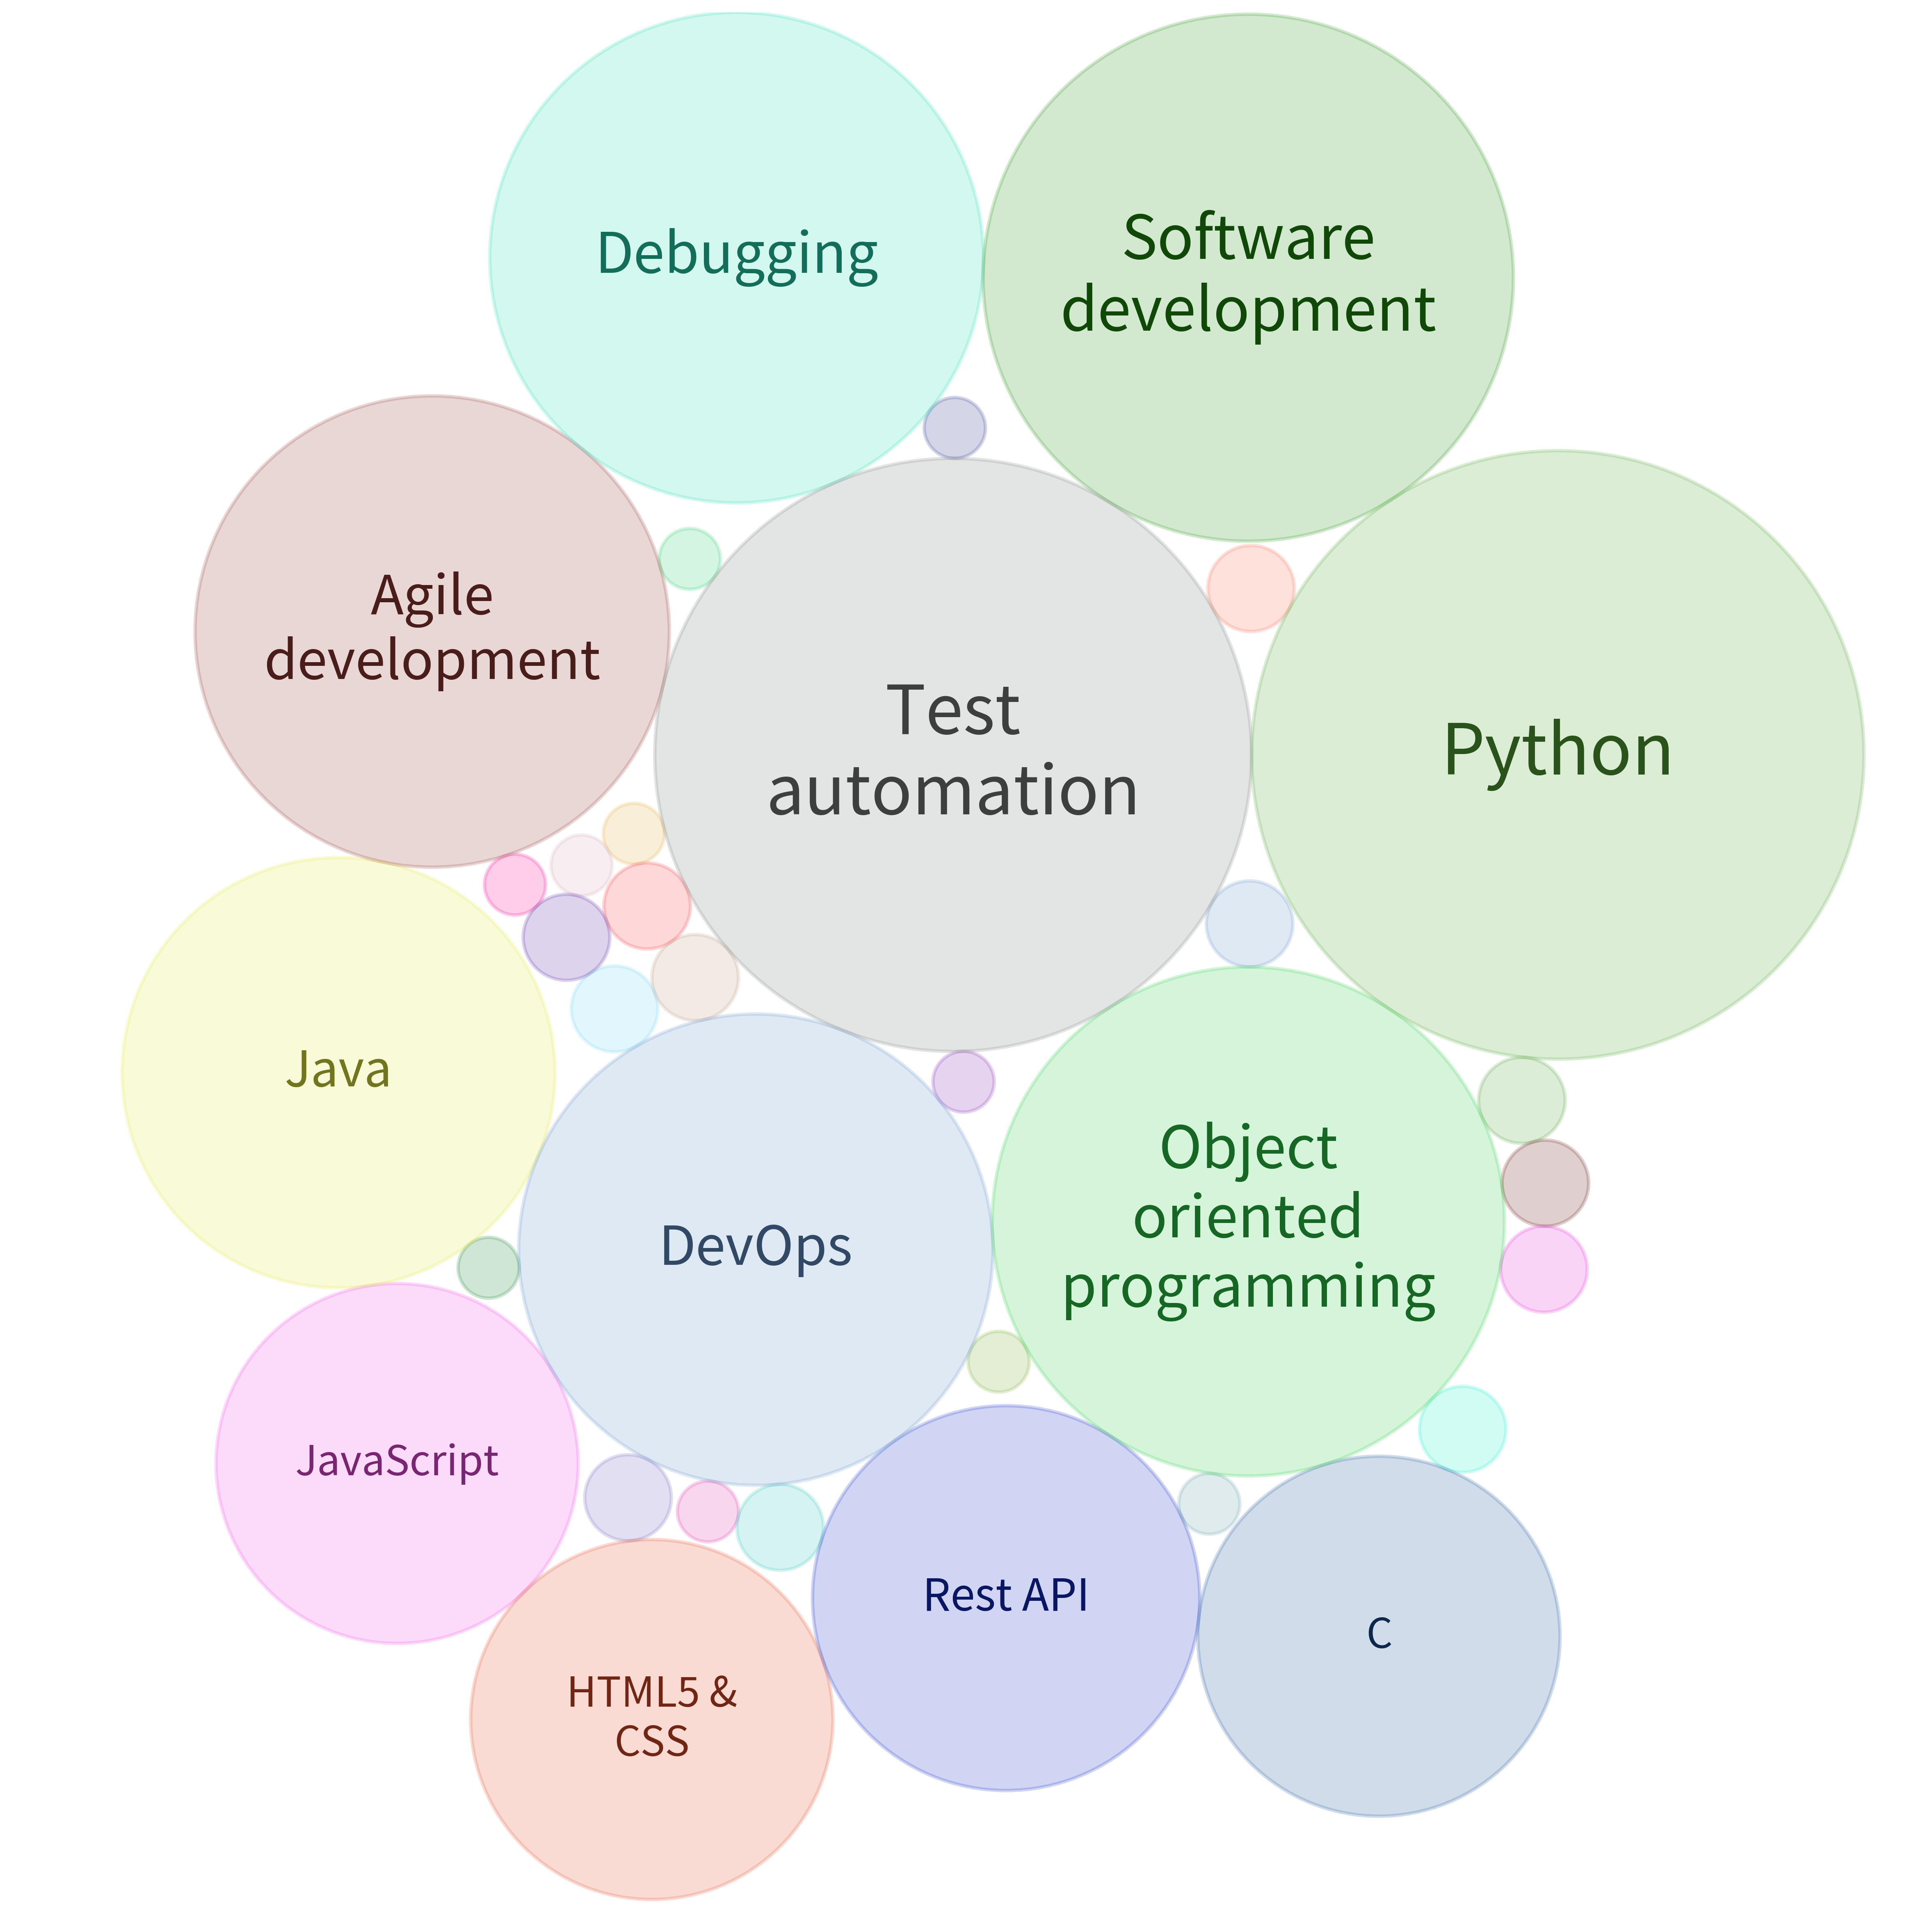 Debugging
Software
development
Agile
development
Test
automation
Python
Java
DevOps
Object
oriented
programming
JavaScript
Rest API
C
HTML5 &
CSS